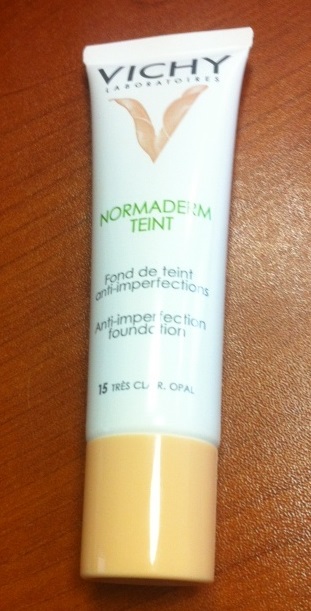 VICHY
LABORATOIRES
NORMADERM
TEINT
Fond de teint
anti-imperfections
Anti-imperfection
foundation
15 TRÈS CLAIR. OPAL